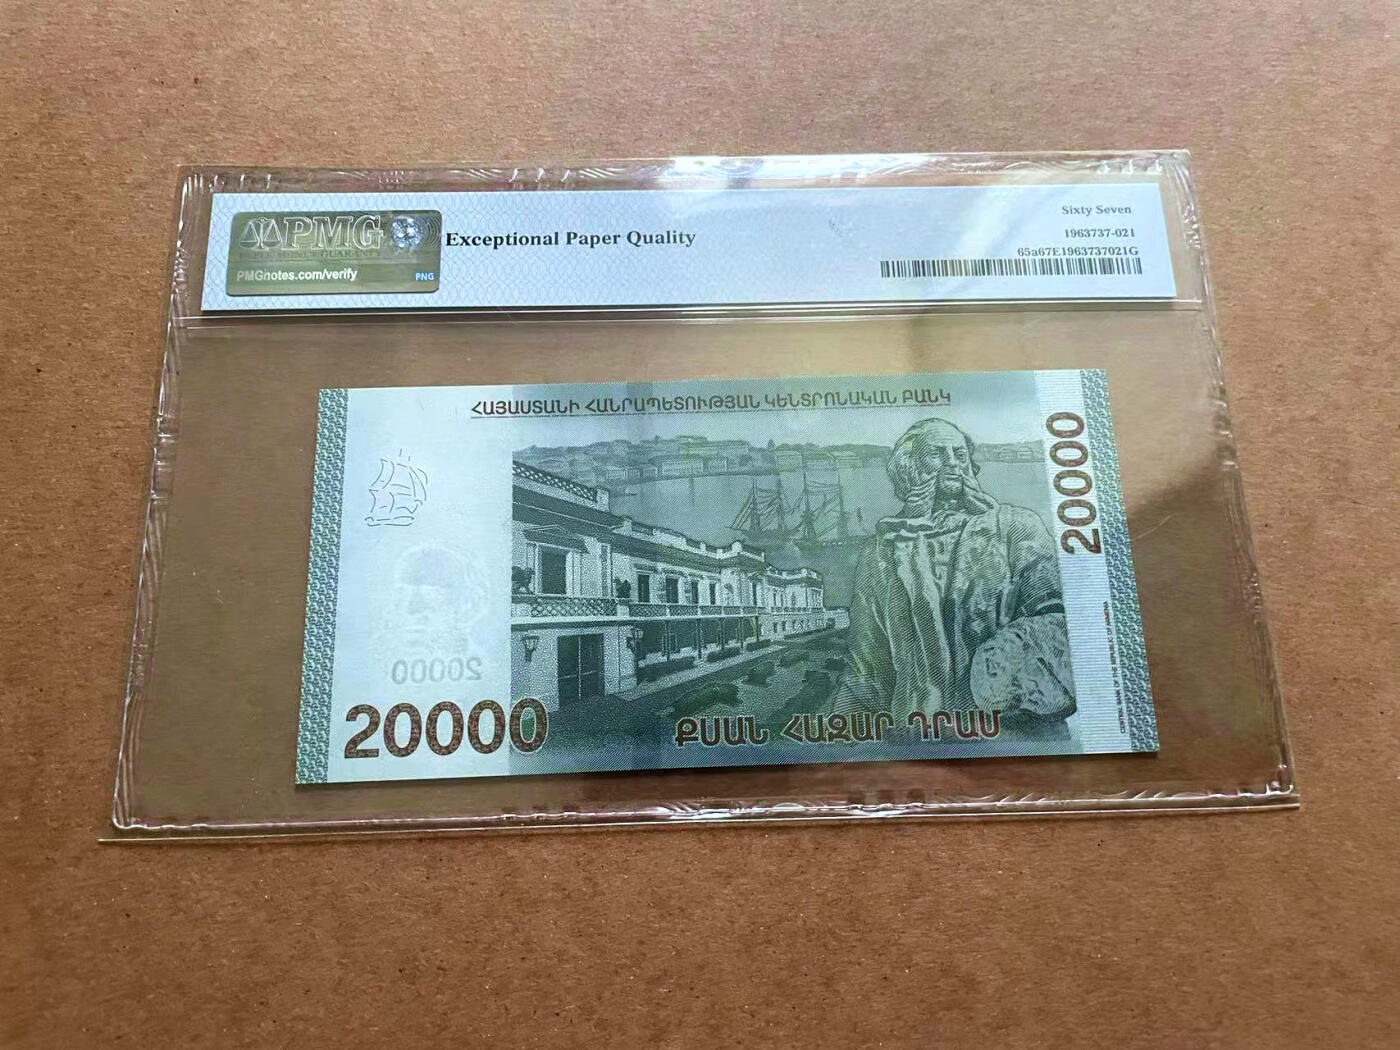 PMG
PAPER MONEY GUARANTY
PMGnotes.com/verify
PNG
Exceptional Paper Quality
Sixty Seven
1963737-021
65a67E1963737021G
ՀԱՅԱՍՏԱՆԻ ՀԱՆՐԱՊԵՏՈՒԹՅԱՆ ԿԵՆՏՐՈՆԱԿԱՆ ԲԱՆԿ
20000
20000
20000
ՔՍԱՆ ՀԱԶԱՐ ԴՐԱՄ
CENTRAL BANK OF THE REPUBLIC OF ARMENIA